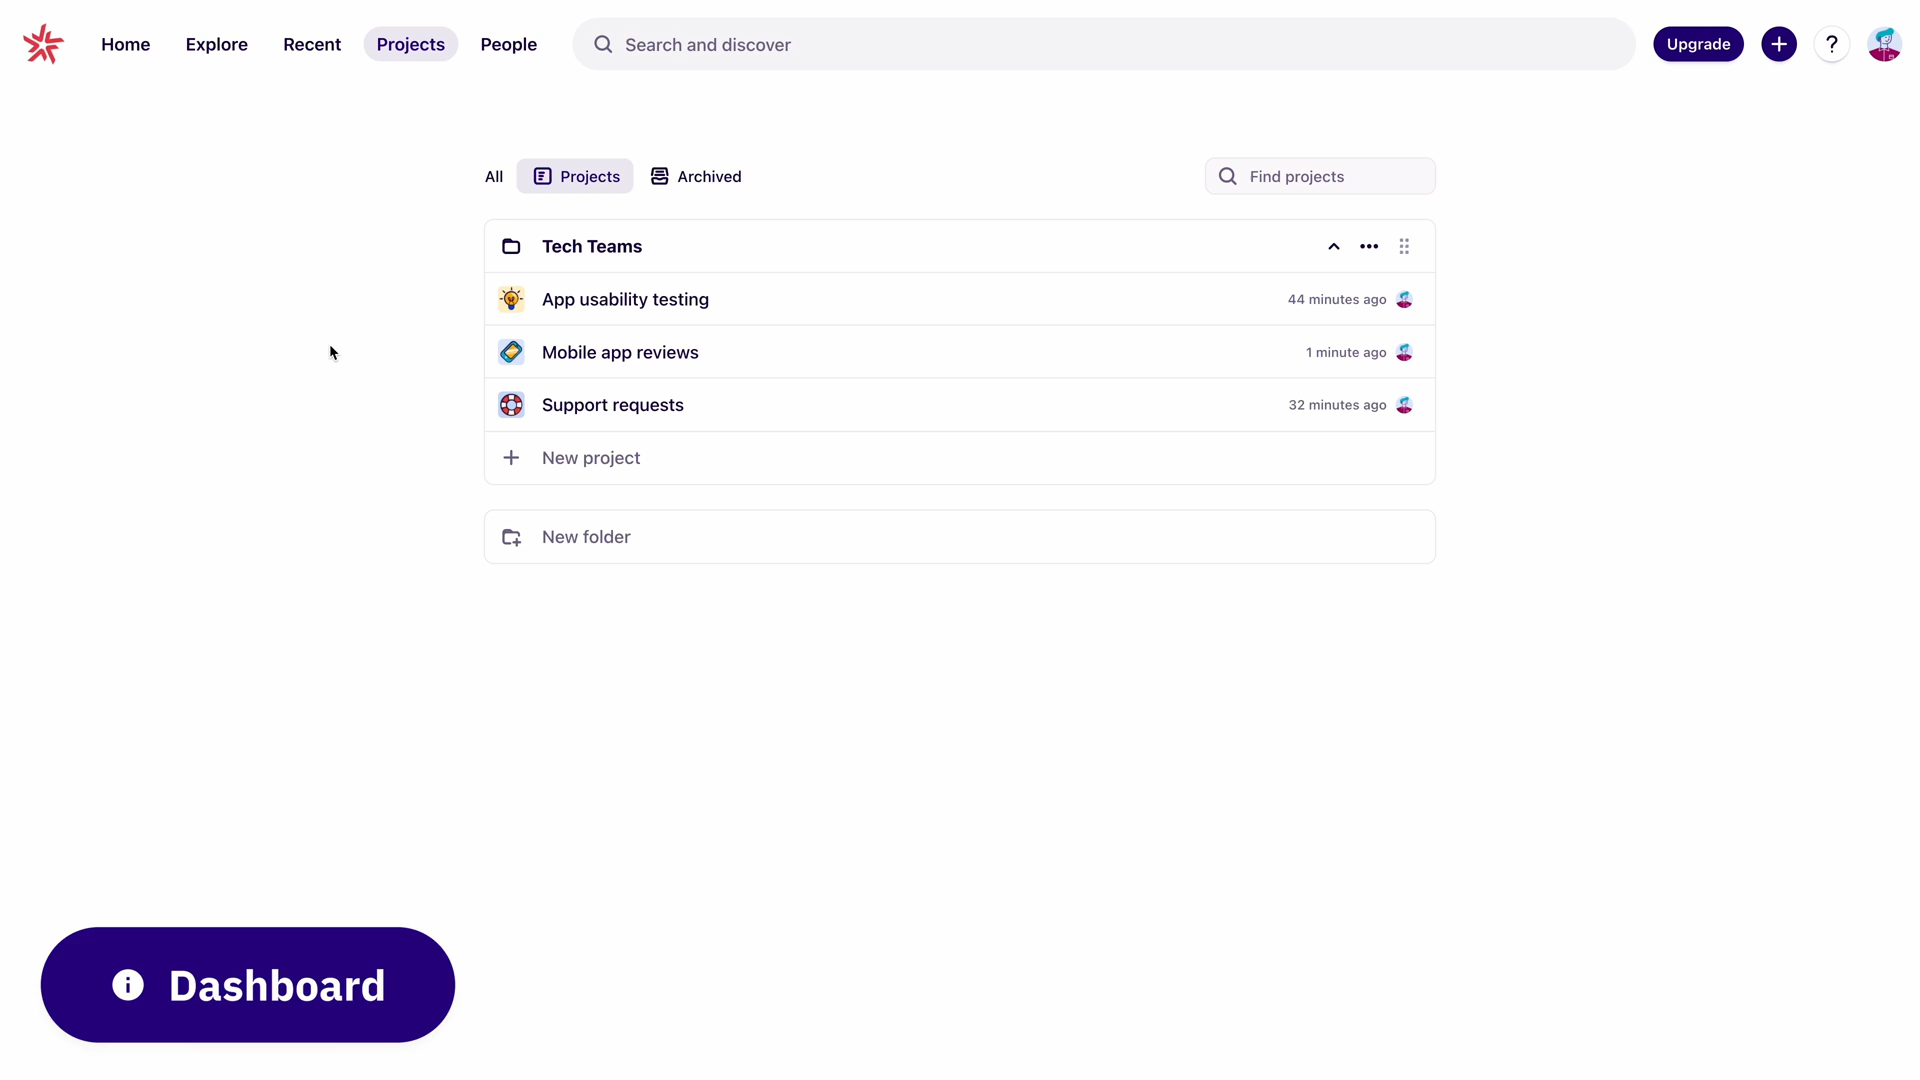 Home Explore Recent Projects People Search and discover Upgrade + ?
All Projects Archived Find projects
Tech Teams
App usability testing 44 minutes ago
Mobile app reviews 1 minute ago
Support requests 32 minutes ago
New project
New folder
Dashboard